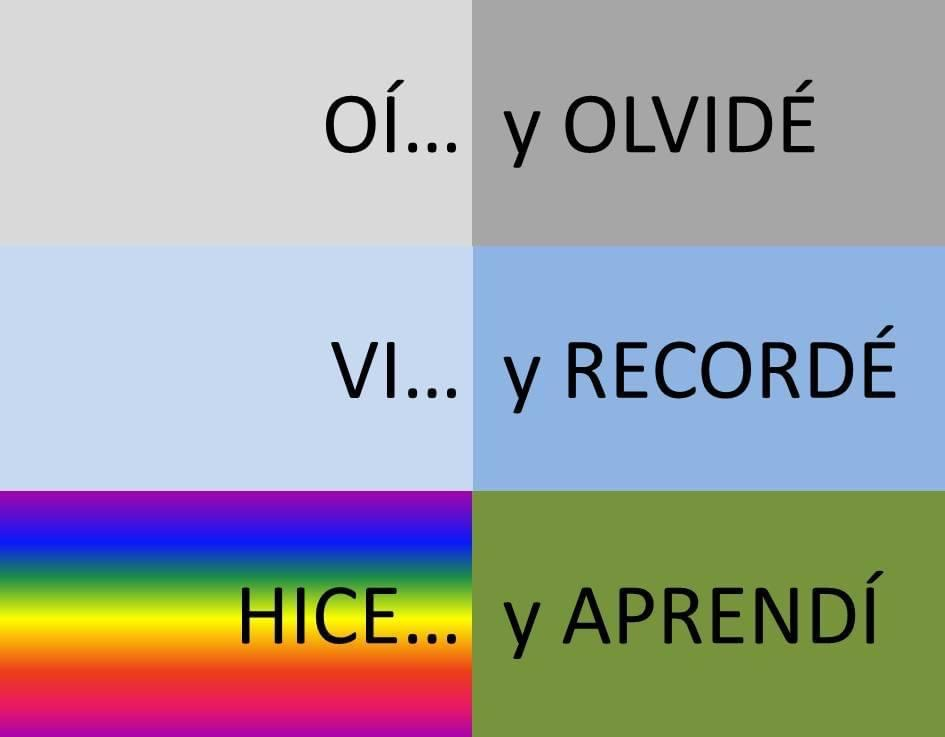 OÍ... y OLVIDÉ
VI... y RECORDÉ
HICE... y APRENDÍ